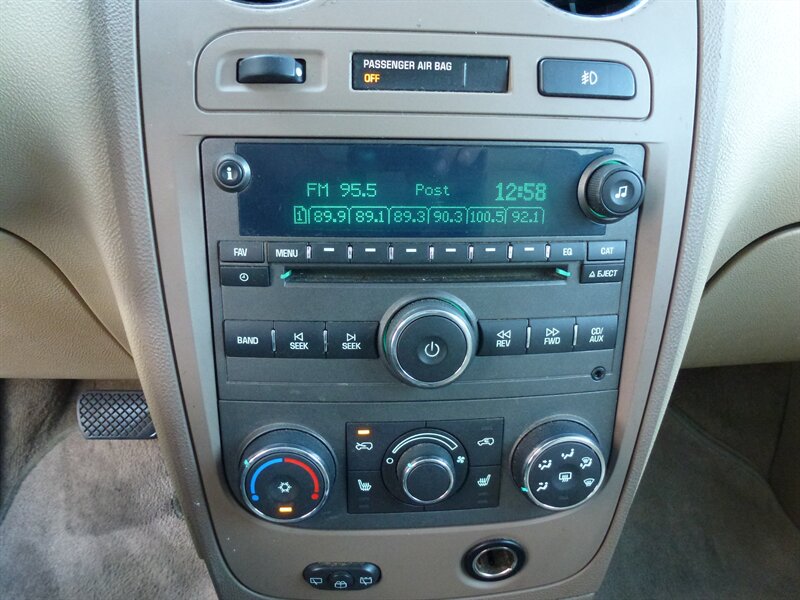 PASSENGER AIR BAG
OFF
i
FM 95.5 Post 12:58
1 89.9 89.1 89.3 90.3 100.5 92.1
FAV MENU EQ CAT
EJECT
BAND SEEK SEEK REV FWD CD/AUX